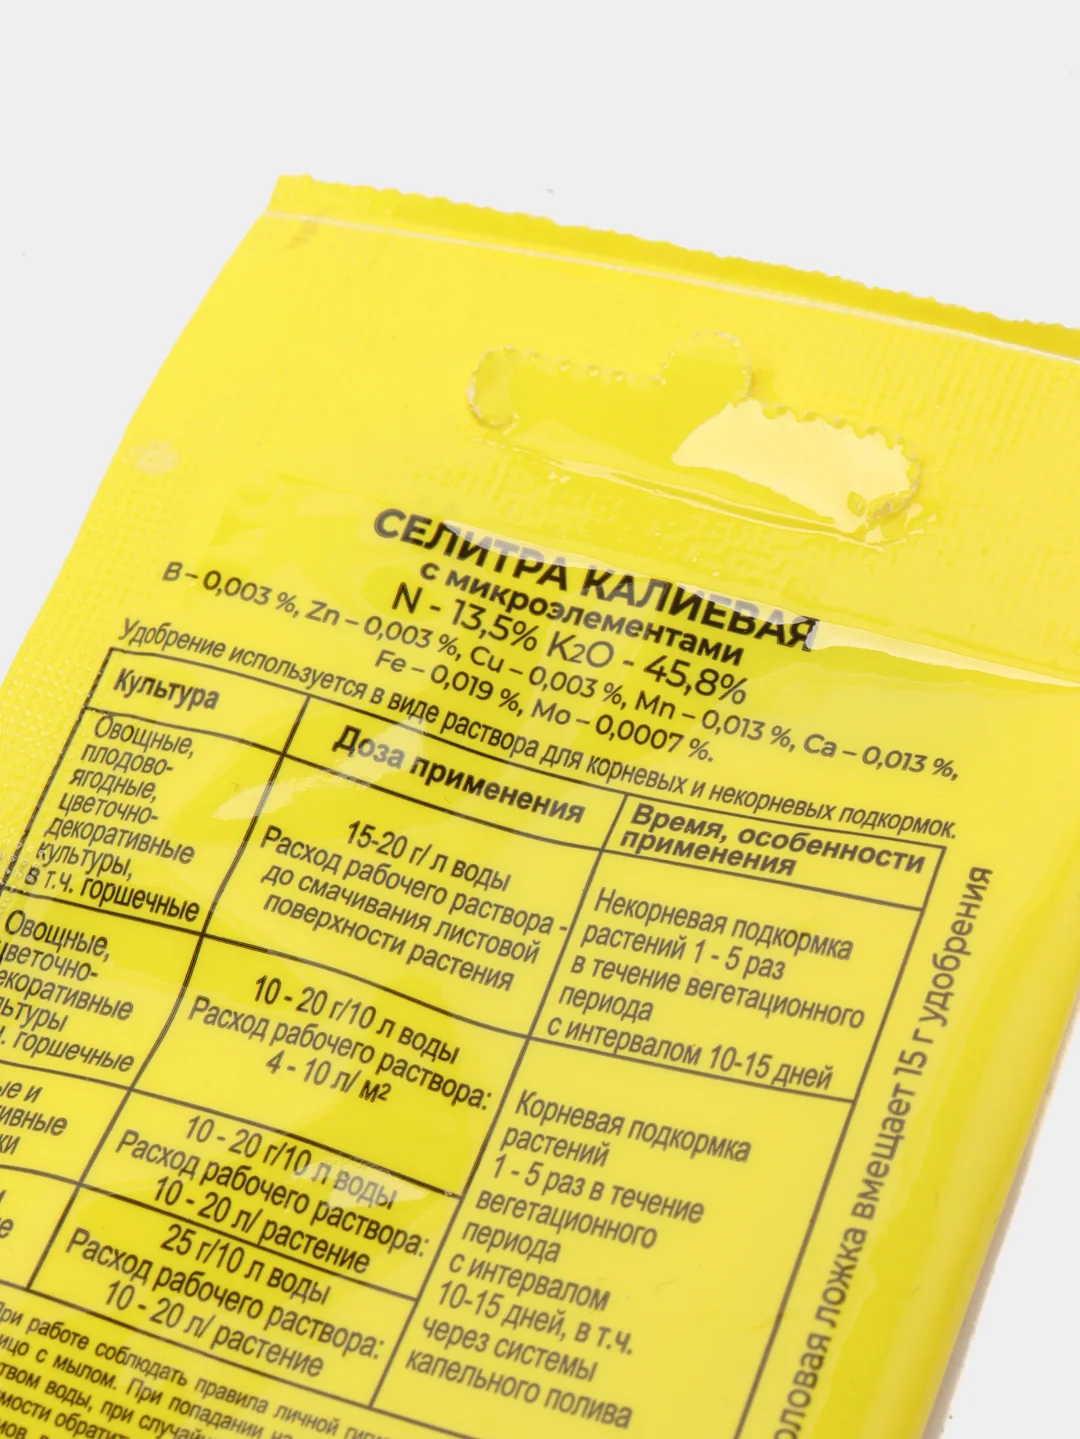 СЕЛИТРА КАЛИЕВАЯ
с микроэлементами
N - 13,5% K2O - 45,8%
B – 0,003 %, Zn – 0,003 %, Cu – 0,003 %, Mn – 0,013 %, Ca – 0,013 %,
Fe – 0,019 %, Mo – 0,0007 %.
Удобрение используется в виде раствора для корневых и некорневых подкормок.
Культура
Доза применения
Время, особенности
применения
Овощные,
плодово-
ягодные,
цветочно-
декоративные
культуры,
в т.ч. горшечные
15-20 г/ л воды
Расход рабочего раствора -
до смачивания листовой
поверхности растения
Некорневая подкормка
растений 1 - 5 раз
в течение вегетационного
периода
с интервалом 10-15 дней
Овощные,
горшечные
10 - 20 г/10 л воды
Расход рабочего раствора:
4 - 10 л/ м2
Корневая подкормка
растений
1 - 5 раз в течение
вегетационного
периода
с интервалом
10-15 дней, в т.ч.
через системы
капельного полива
и
10 - 20 г/10 л воды
Расход рабочего раствора:
10 - 20 л/ растение
25 г/10 л воды
Расход рабочего раствора:
10 - 20 л/ растение
При работе соблюдать правила личной
с мылом. При попадании
воды, при
ложка вмещает 15 г удобрения